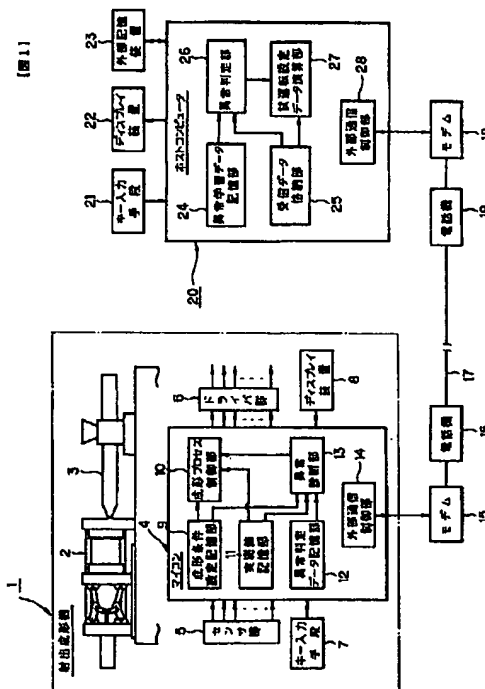 【図1】
1
射出成形機
2
3
4
マイコン
5
センサ群
6
ドライバ群
7
キー入力
手段
8
ディスプレイ
装置
9
成形条件
設定記憶部
10
成形プロセス
制御部
11
実測値記憶部
12
異常判定
データ記憶部
13
異常
診断部
14
外部通信
制御部
15
モデム
16
電話機
17
18
モデム
19
電話機
20
ホストコンピュータ
21
キー入力
手段
22
ディスプレイ
装置
23
外部記憶
装置
24
異常学習データ
記憶部
25
受信データ
格納部
26
異常判定部
27
データ演算部
28
外部通信
制御部